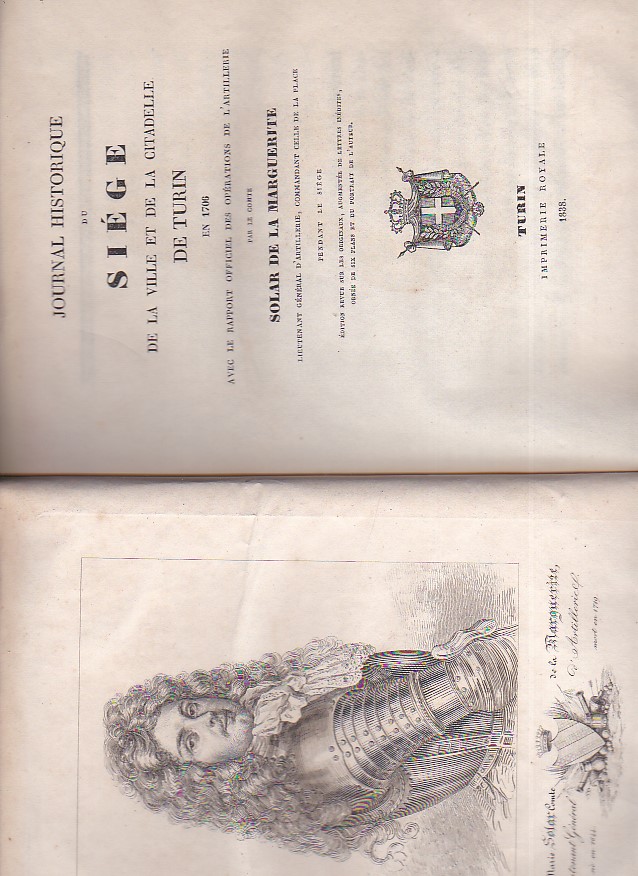 JOURNAL HISTORIQUE
DU
SIÉGE
DE LA VILLE ET DE LA CITADELLE
DE TURIN
EN 1706
AVEC LE RAPPORT OFFICIEL DES OPÉRATIONS DE L'ARTILLERIE
PAR LE COMTE
SOLAR DE LA MARGUERITE
LIEUTENANT GÉNÉRAL D'ARTILLERIE, COMMANDANT CELLE DE LA PLACE
PENDANT LE SIÉGE
ÉDITION REVUE SUR LES ORIGINAUX, AUGMENTÉE DE LETTRES INÉDITES,
ORNÉE DE SIX PLANS ET DU PORTRAIT DE L'AUTEUR.
TURIN
IMPRIMERIE ROYALE
1838.
Marie Solar Comte de la Marguerite,
Général d'Artillerie
mort en 1719